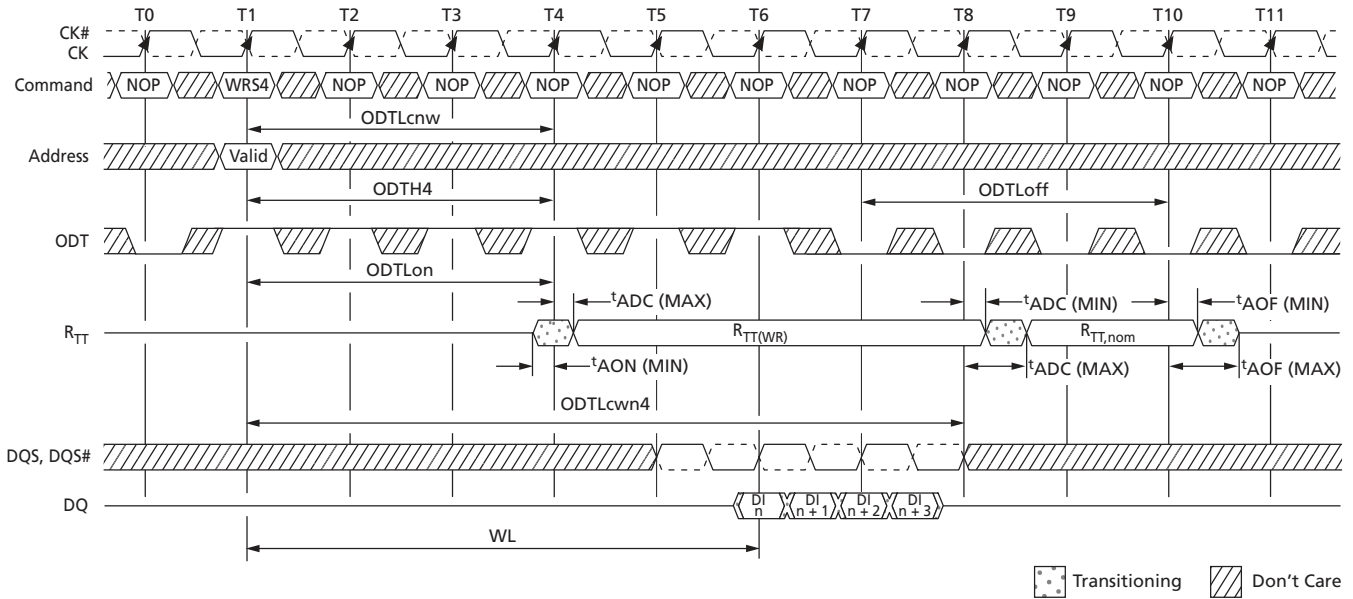 T0 T1 T2 T3 T4 T5 T6 T7 T8 T9 T10 T11
CK#
CK
Command NOP WRS4 NOP NOP NOP NOP NOP NOP NOP NOP NOP NOP
ODTLcnw
Address Valid
ODTH4 ODTLoff
ODT
ODTLon
tADC (MAX) tADC (MIN) tAOF (MIN)
RTT RTT(WR) RTT,nom
tAON (MIN) tADC (MAX) tAOF (MAX)
ODTLcwn4
DQS, DQS#
DQ DI n DI n + 1 DI n + 2 DI n + 3
WL
Transitioning Don't Care